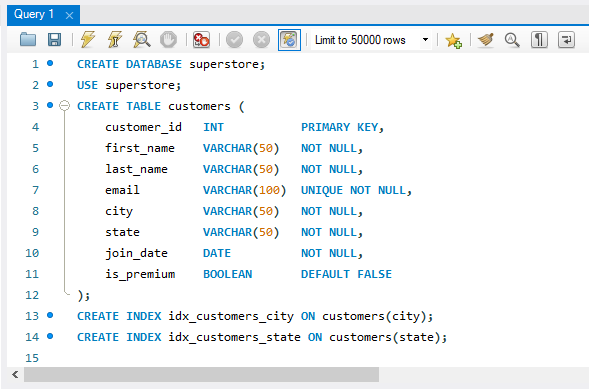 Query 1
Limit to 50000 rows
1 CREATE DATABASE superstore;
2 USE superstore;
3 CREATE TABLE customers (
4 customer_id INT PRIMARY KEY,
5 first_name VARCHAR(50) NOT NULL,
6 last_name VARCHAR(50) NOT NULL,
7 email VARCHAR(100) UNIQUE NOT NULL,
8 city VARCHAR(50) NOT NULL,
9 state VARCHAR(50) NOT NULL,
10 join_date DATE NOT NULL,
11 is_premium BOOLEAN DEFAULT FALSE
12 );
13 CREATE INDEX idx_customers_city ON customers(city);
14 CREATE INDEX idx_customers_state ON customers(state);
15